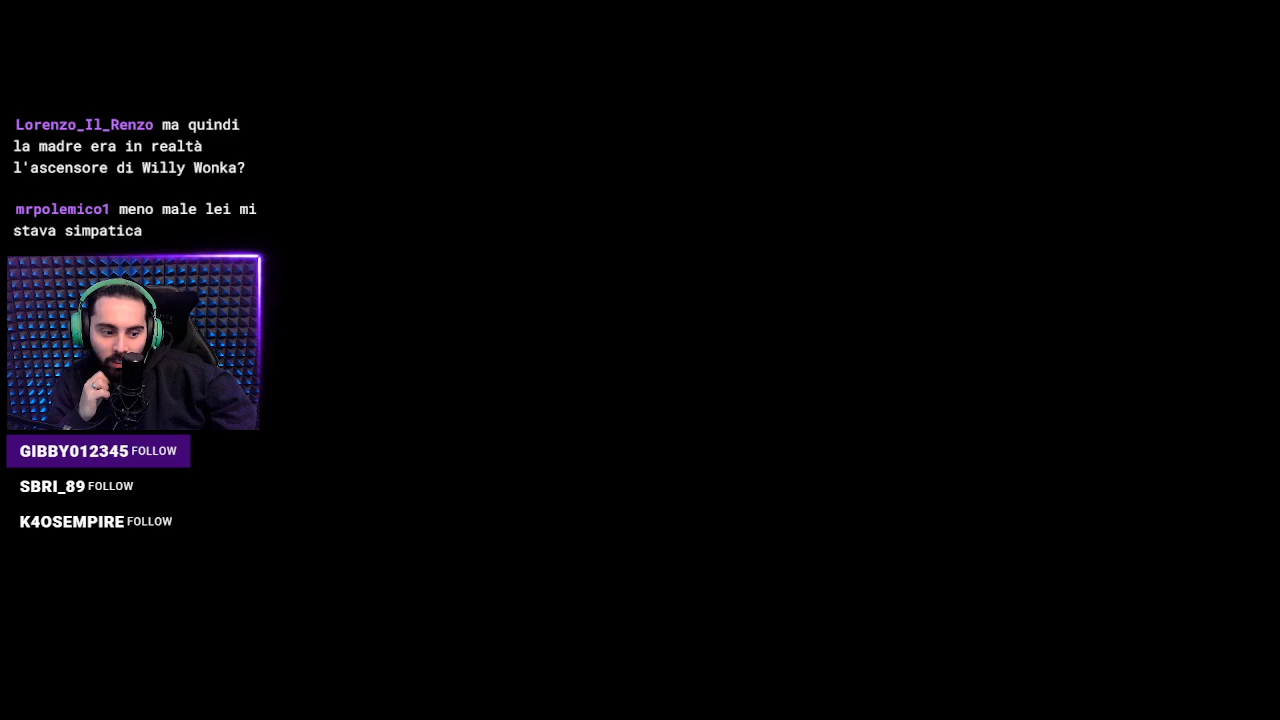 Lorenzo_Il_Renzo ma quindi
la madre era in realtà
l'ascensore di Willy Wonka?
mrpolemico1 meno male lei mi
stava simpatica
GIBBY012345 FOLLOW
SBRI_89 FOLLOW
K4OSEMPIRE FOLLOW